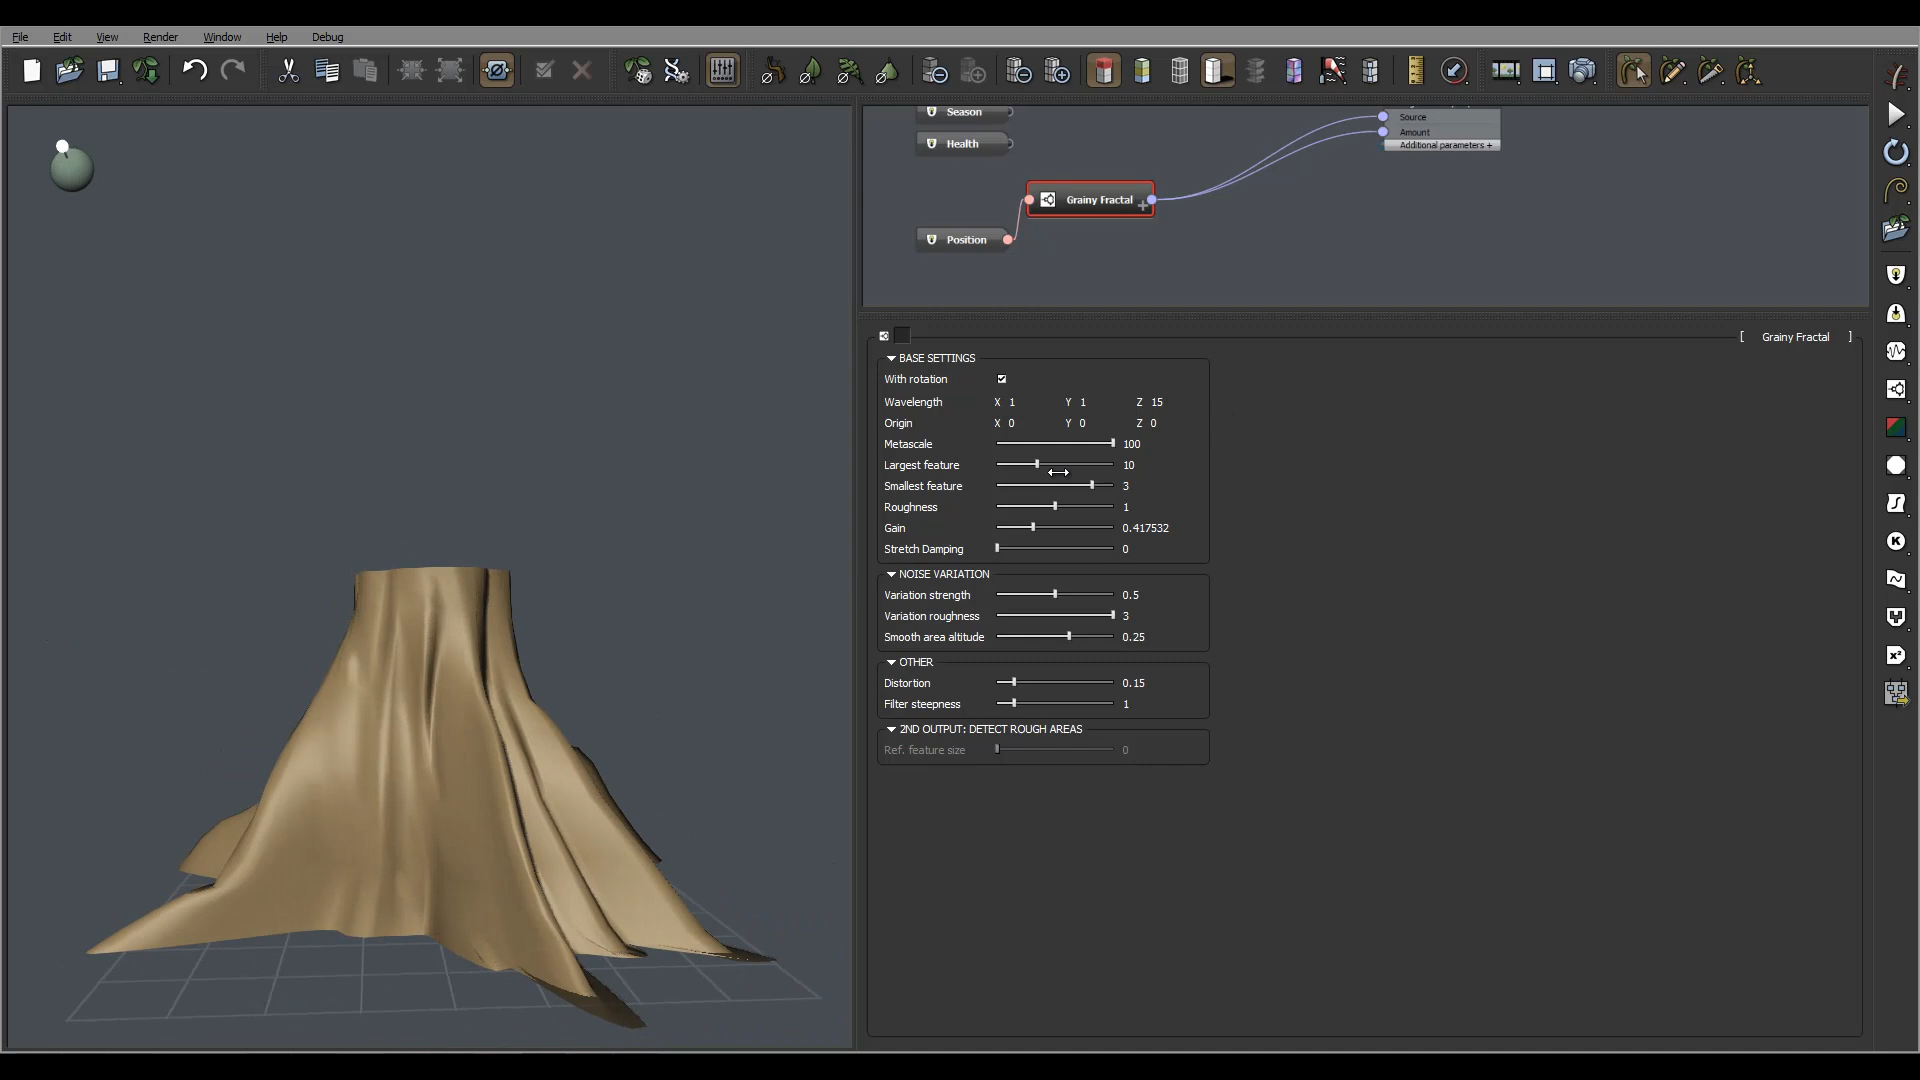 File Edit View Render Window Help Debug
Season
Health
Source
Amount
Additional parameters +
Grainy Fractal
Position
[ Grainy Fractal ]
BASE SETTINGS
With rotation
Wavelength X 1 Y 1 Z 15
Origin X 0 Y 0 Z 0
Metascale 100
Largest feature 10
Smallest feature 3
Roughness 1
Gain 0.417532
Stretch Damping 0
NOISE VARIATION
Variation strength 0.5
Variation roughness 3
Smooth area altitude 0.25
OTHER
Distortion 0.15
Filter steepness 1
2ND OUTPUT: DETECT ROUGH AREAS
Ref. feature size 0
K
x²